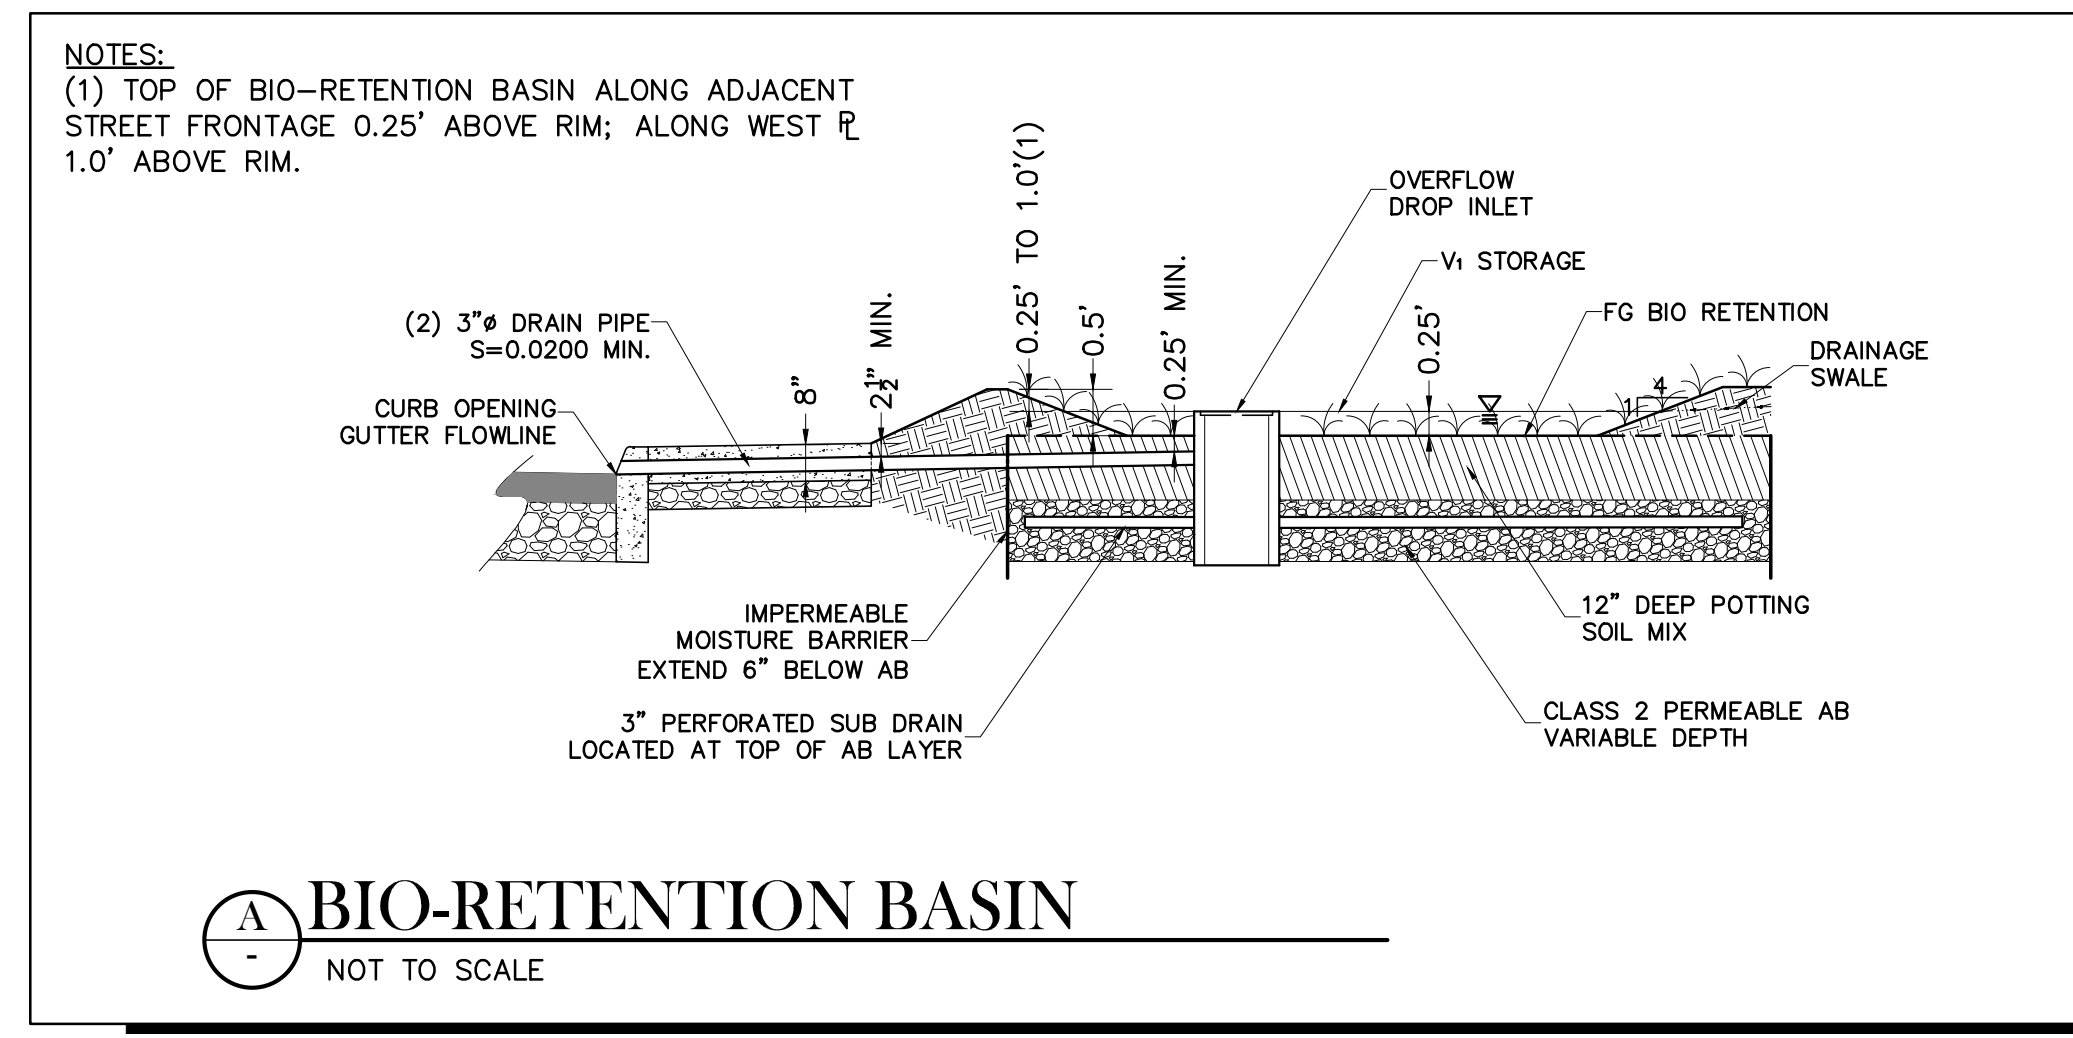 NOTES:
(1) TOP OF BIO-RETENTION BASIN ALONG ADJACENT
STREET FRONTAGE 0.25' ABOVE RIM; ALONG WEST ℄
1.0' ABOVE RIM.
0.25' TO 1.0'(1)
OVERFLOW
DROP INLET
V1 STORAGE
(2) 3"ø DRAIN PIPE
S=0.0200 MIN.
8"
2 1/2" MIN.
0.5'
0.25' MIN.
0.25'
FG BIO RETENTION
DRAINAGE
SWALE
4
1
CURB OPENING
GUTTER FLOWLINE
IMPERMEABLE
MOISTURE BARRIER
EXTEND 6" BELOW AB
12" DEEP POTTING
SOIL MIX
3" PERFORATED SUB DRAIN
LOCATED AT TOP OF AB LAYER
CLASS 2 PERMEABLE AB
VARIABLE DEPTH
A
-
BIO-RETENTION BASIN
NOT TO SCALE